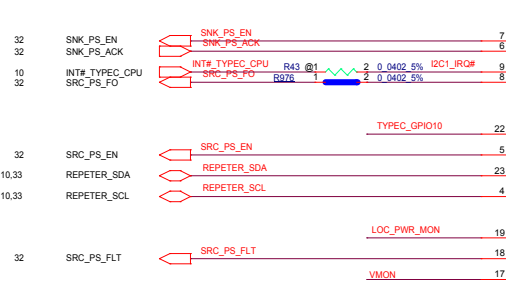 32 SNK_PS_EN SNK_PS_EN 7
32 SNK_PS_ACK SNK_PS_ACK 6
10 INT#_TYPEC_CPU INT#_TYPEC_CPU R43 @1 2 0_0402_5% I2C1_IRQ# 9
32 SRC_PS_FO SRC_PS_FO R976 1 2 0_0402_5% 8
TYPEC_GPIO10 22
32 SRC_PS_EN SRC_PS_EN 5
10,33 REPETER_SDA REPETER_SDA 23
10,33 REPETER_SCL REPETER_SCL 4
LOC_PWR_MON 19
32 SRC_PS_FLT SRC_PS_FLT 18
VMON 17